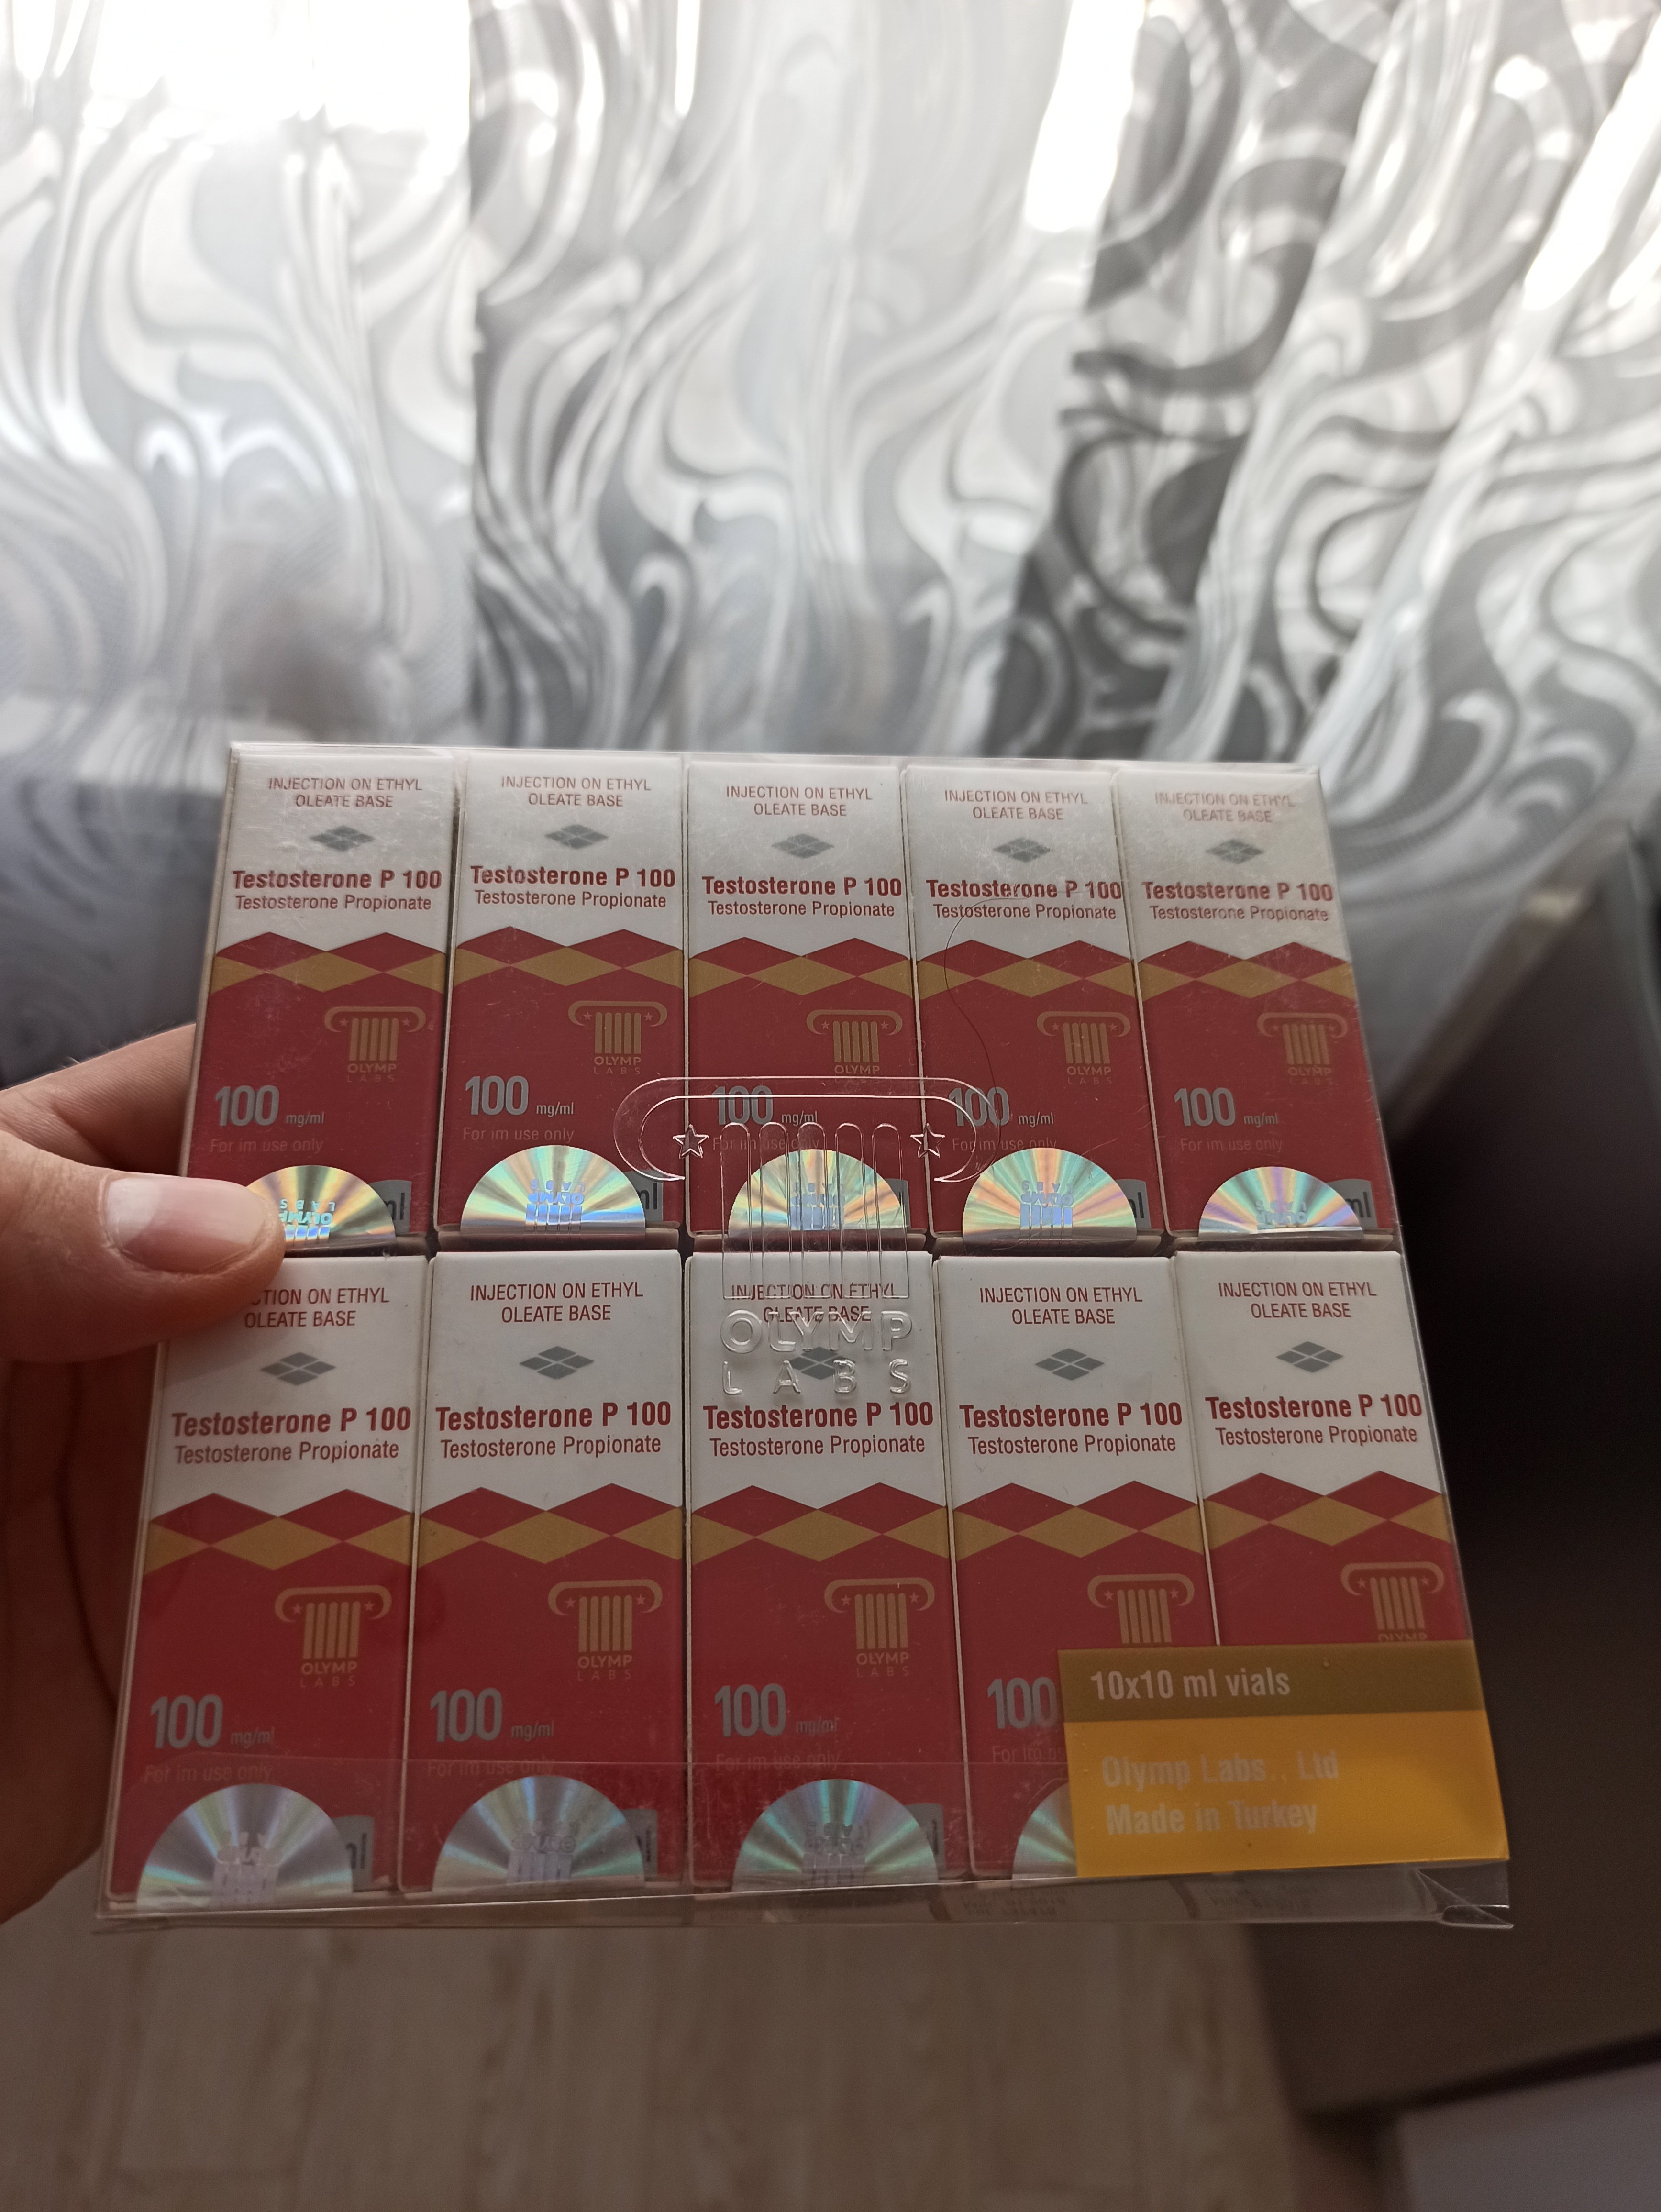 INJECTION ON ETHYL
OLEATE BASE
Testosterone P 100
Testosterone Propionate
OLYMP
LABS
100 mg/ml
For im use only
INJECTION ON ETHYL
OLEATE BASE
Testosterone P 100
Testosterone Propionate
OLYMP
LABS
100 mg/ml
For im use only
INJECTION ON ETHYL
OLEATE BASE
Testosterone P 100
Testosterone Propionate
OLYMP
100 mg/ml
For im use only
INJECTION ON ETHYL
OLEATE BASE
Testosterone P 100
Testosterone Propionate
OLYMP
LABS
100 mg/ml
For im use only
INJECTION ON ETHYL
OLEATE BASE
Testosterone P 100
Testosterone Propionate
OLYMP
LABS
100 mg/ml
For im use only
OLYMP
LABS
ON ETHYL
OLEATE BASE
Testosterone P 100
Testosterone Propionate
OLYMP
LABS
100 mg/ml
For im use only
INJECTION ON ETHYL
OLEATE BASE
Testosterone P 100
Testosterone Propionate
OLYMP
LABS
100 mg/ml
For im use only
INJECTION ON ETHYL
OLEATE BASE
Testosterone P 100
Testosterone Propionate
OLYMP
LABS
100 mg/ml
For im use only
INJECTION ON ETHYL
OLEATE BASE
Testosterone P 100
Testosterone Propionate
100
For im
INJECTION ON ETHYL
OLEATE BASE
Testosterone P 100
Testosterone Propionate
10x10 ml vials
Olymp Labs., Ltd
Made in Turkey